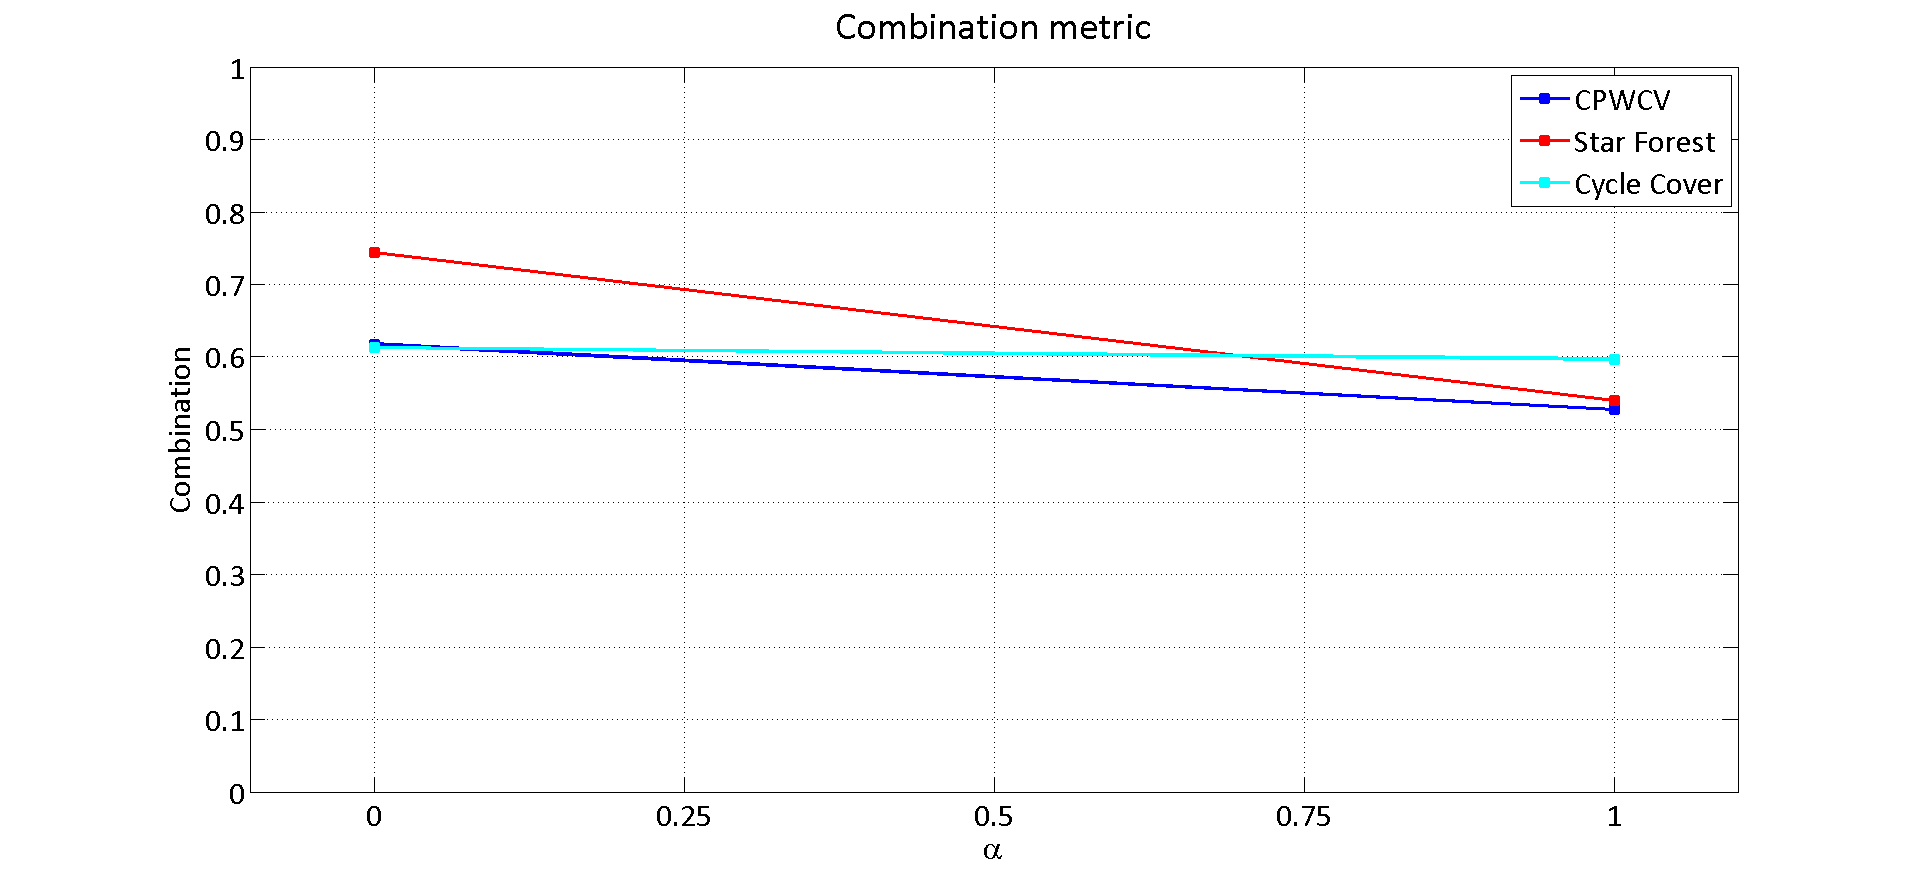 Combination metric
1
0.9
0.8
0.7
0.6
0.5
0.4
0.3
0.2
0.1
0
Combination
CPWCV
Star Forest
Cycle Cover
0 0.25 0.5 0.75 1
α